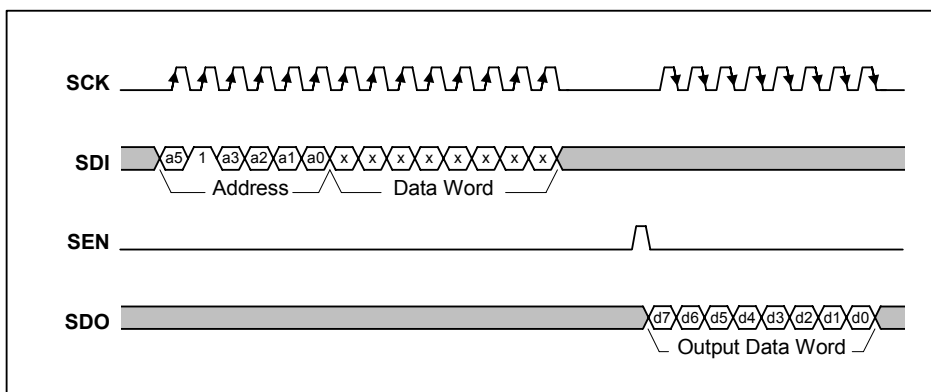 SCK
SDI a5 1 a3 a2 a1 a0 x x x x x x x x
Address Data Word
SEN
SDO d7 d6 d5 d4 d3 d2 d1 d0
Output Data Word